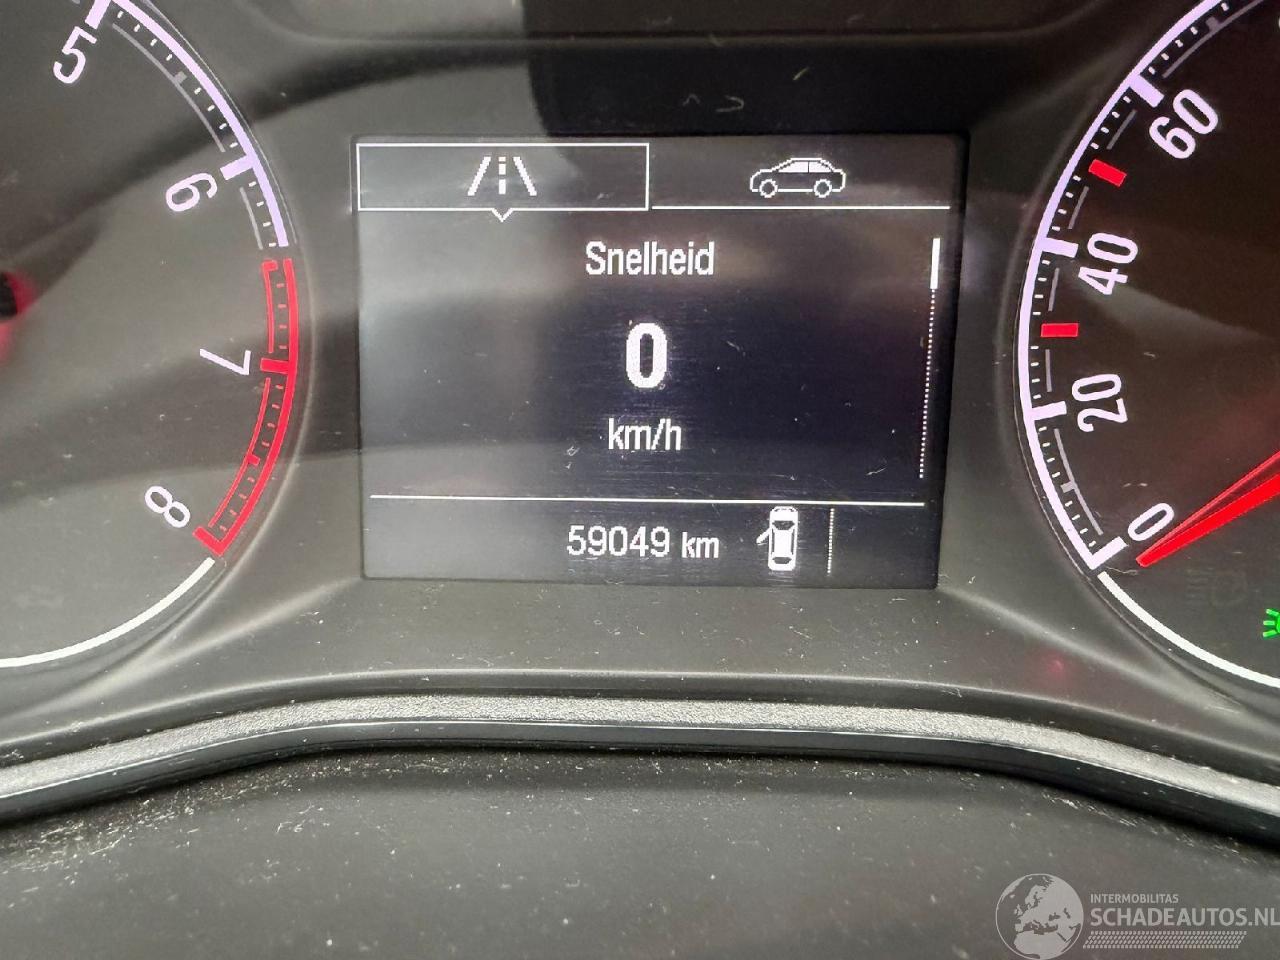 5
6
7
8
Snelheid
0
km/h
59049 km
60
40
20
0
INTERMOBILITAS
SCHADEAUTOS.NL